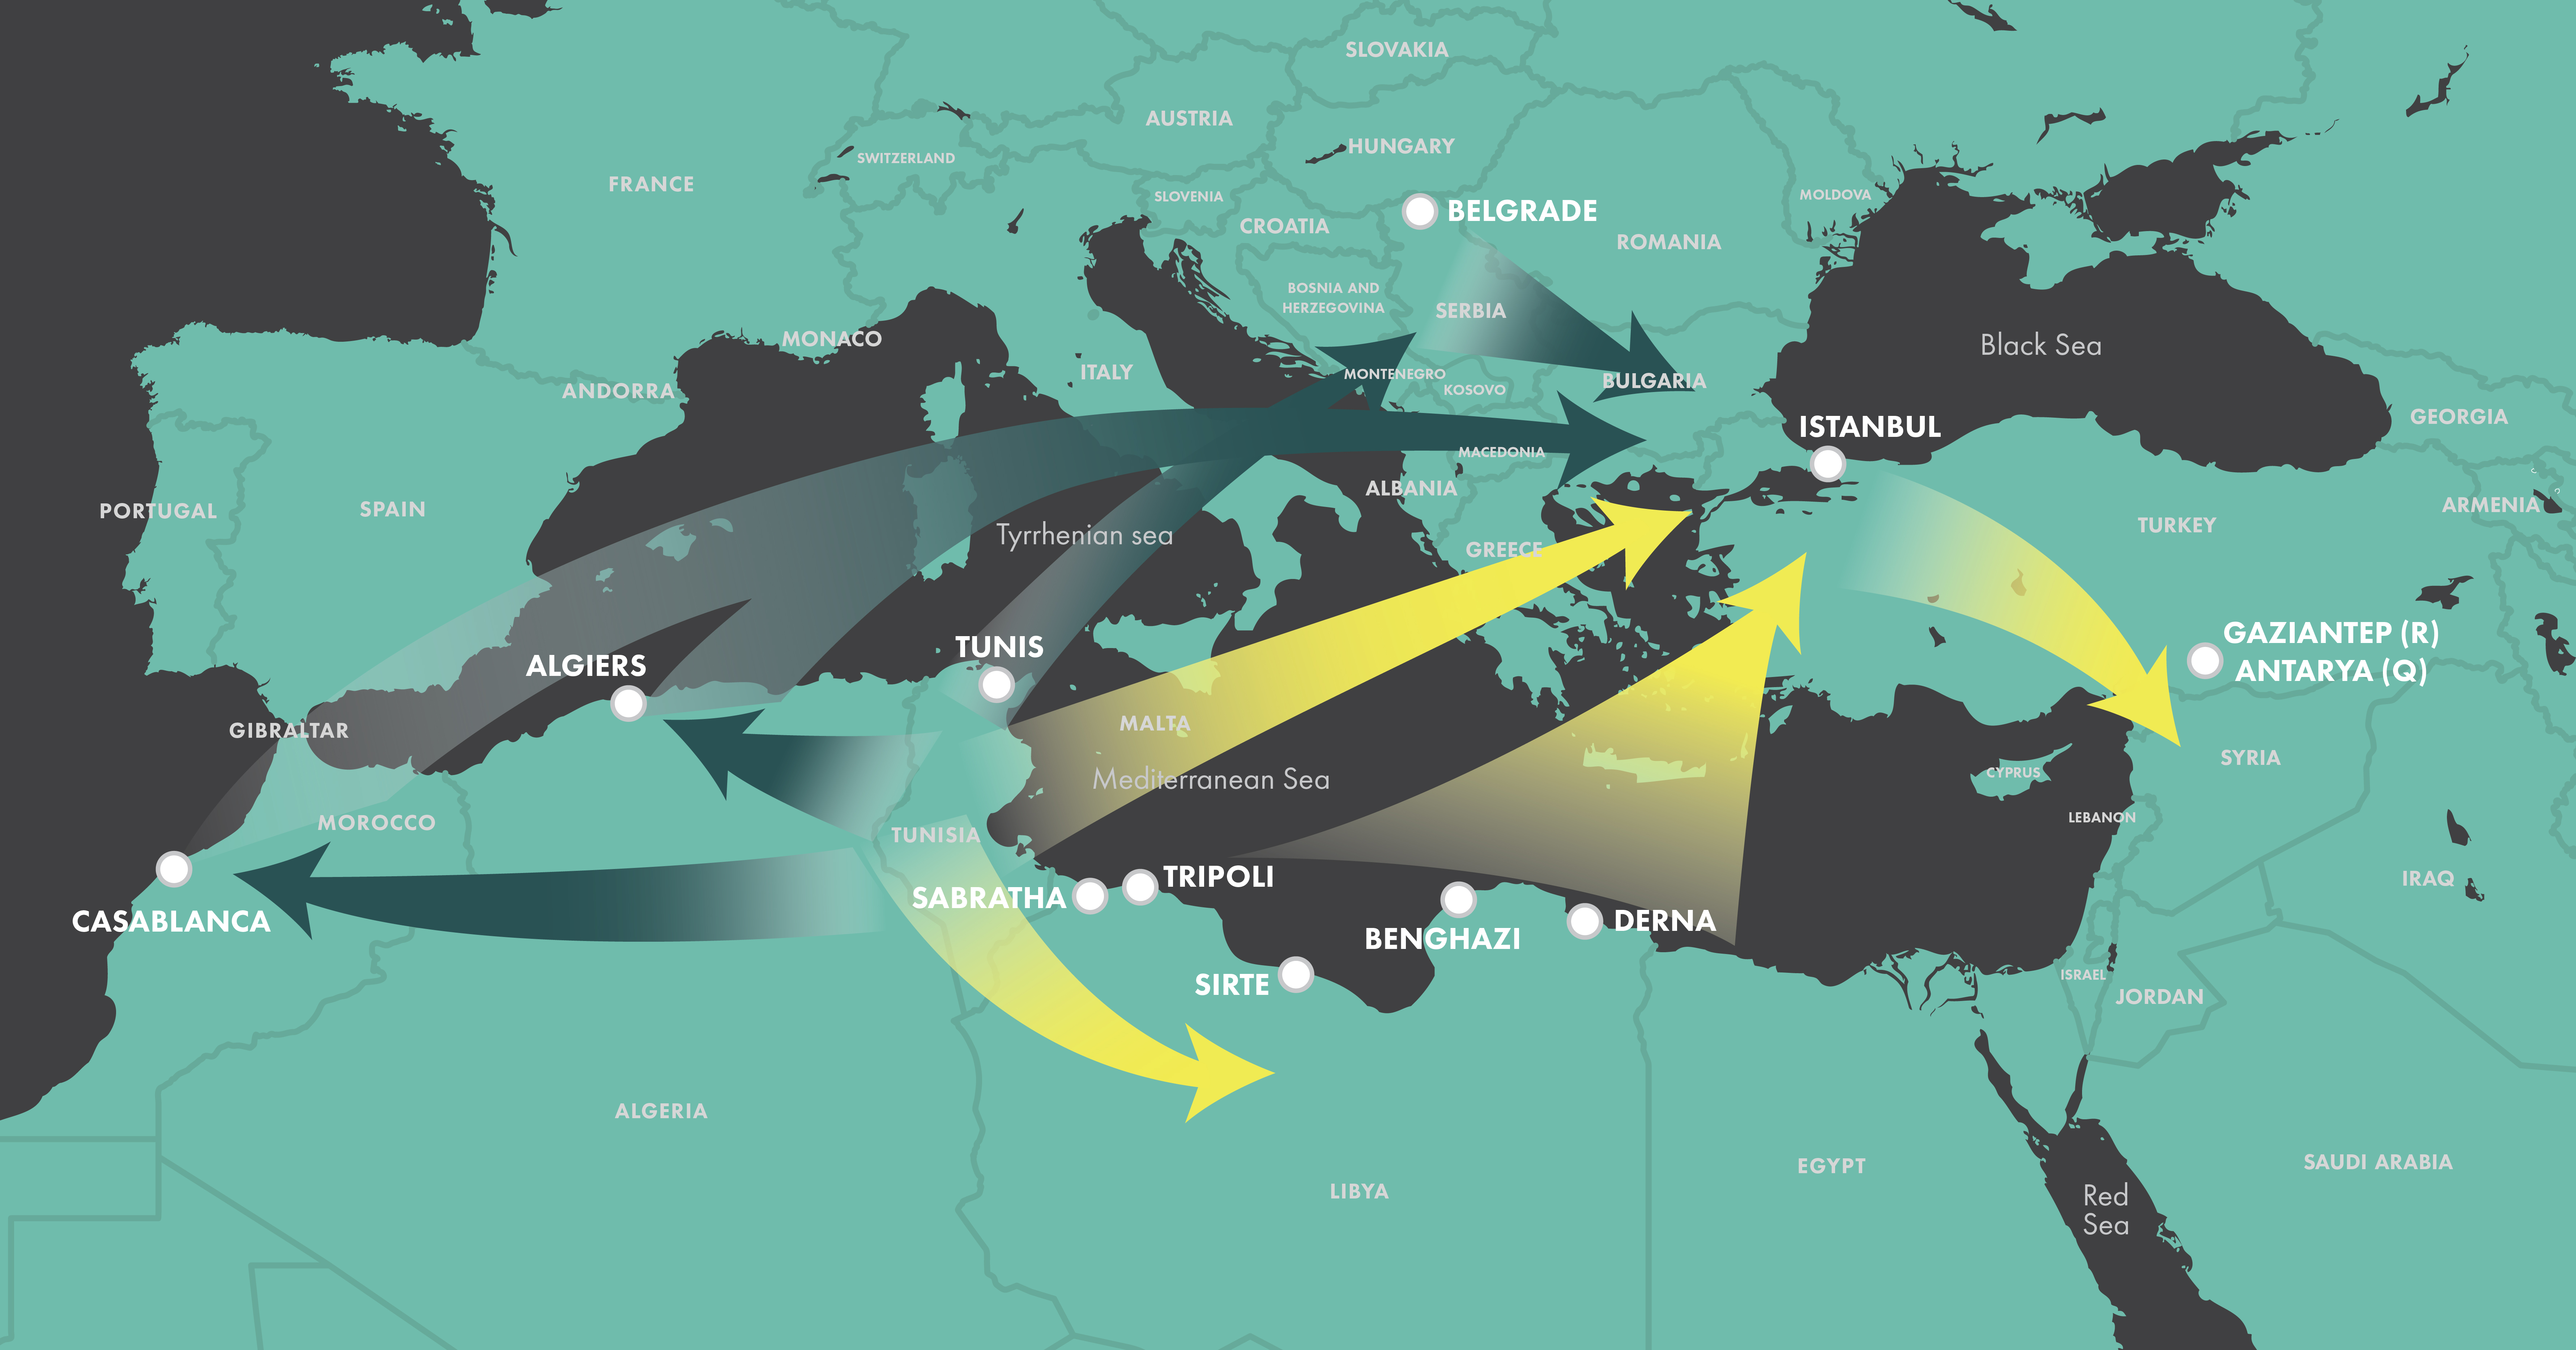 SLOVAKIA
AUSTRIA
HUNGARY
SWITZERLAND
FRANCE
SLOVENIA
MOLDOVA
BELGRADE
CROATIA
ROMANIA
BOSNIA AND
HERZEGOVINA
SERBIA
MONACO
Black Sea
ITALY
MONTENEGRO
BULGARIA
ANDORRA
KOSOVO
GEORGIA
ISTANBUL
MACEDONIA
ALBANIA
PORTUGAL
SPAIN
ARMENIA
TURKEY
Tyrrhenian sea
GREECE
GAZIANTEP (R)
ANTARYA (Q)
TUNIS
ALGIERS
GIBRALTAR
MALTA
SYRIA
CYPRUS
Mediterranean Sea
LEBANON
MOROCCO
TUNISIA
TRIPOLI
IRAQ
SABRATHA
CASABLANCA
DERNA
BENGHAZI
SIRTE
ISRAEL
JORDAN
ALGERIA
EGYPT
SAUDI ARABIA
LIBYA
Red
Sea